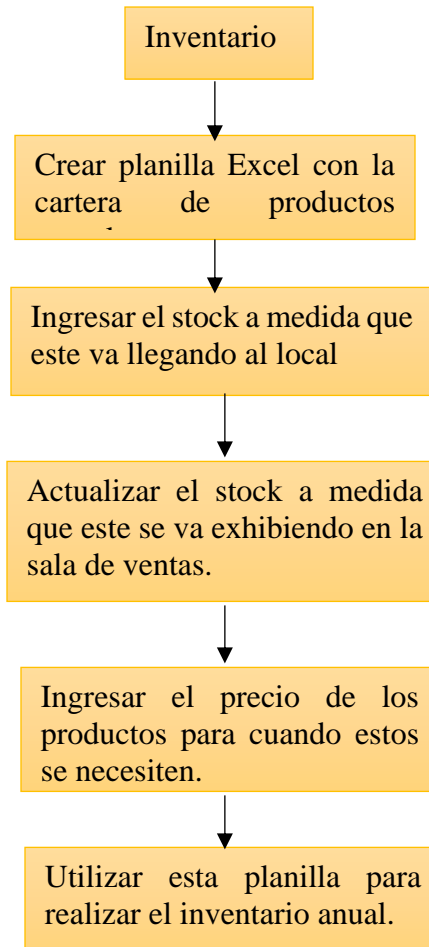 Inventario
Crear planilla Excel con la
cartera de productos
Ingresar el stock a medida que
este va llegando al local
Actualizar el stock a medida
que este se va exhibiendo en la
sala de ventas.
Ingresar el precio de los
productos para cuando estos
se necesiten.
Utilizar esta planilla para
realizar el inventario anual.